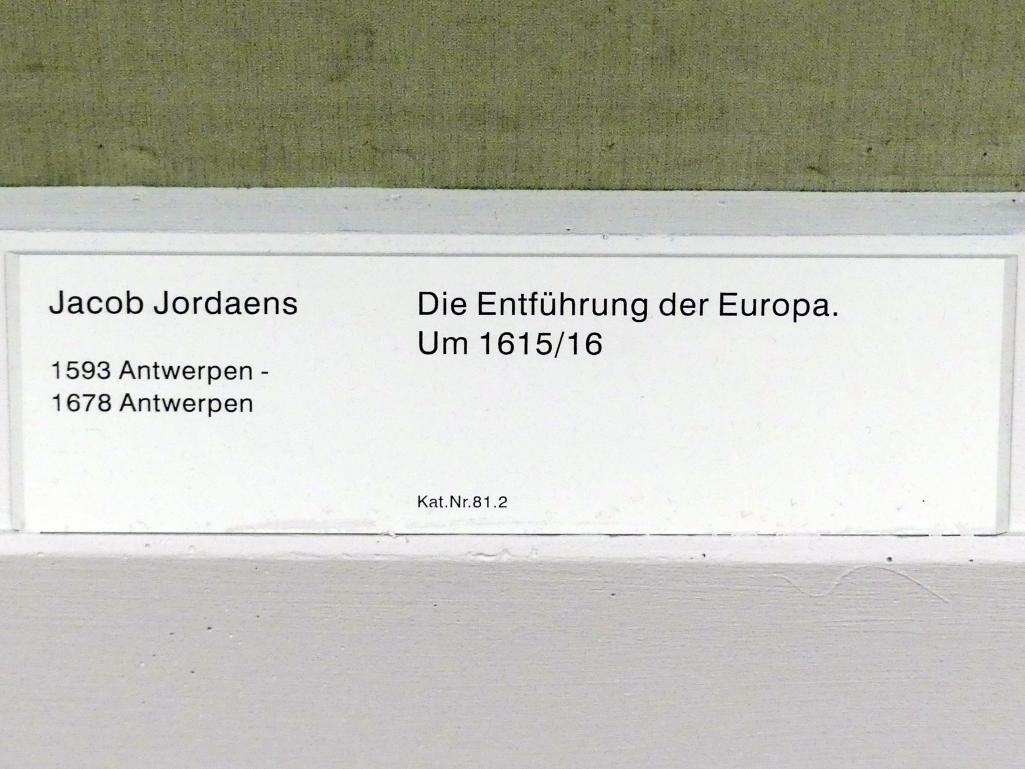 Jacob Jordaens
1593 Antwerpen -
1678 Antwerpen
Die Entführung der Europa.
Um 1615/16
Kat.Nr.81.2